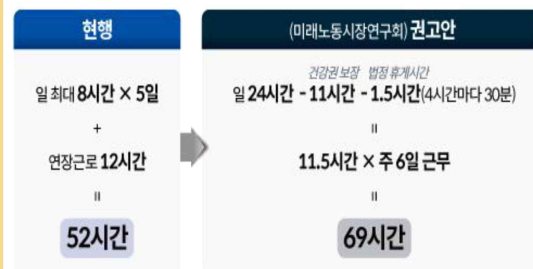 현행
일 최대 8시간 × 5일
+
연장근로 12시간
=
52시간
(미래노동시장연구회) 권고안
건강권 보장 법정 휴게시간
일 24시간 - 11시간 - 1.5시간(4시간마다 30분)
=
11.5시간 × 주 6일 근무
=
69시간